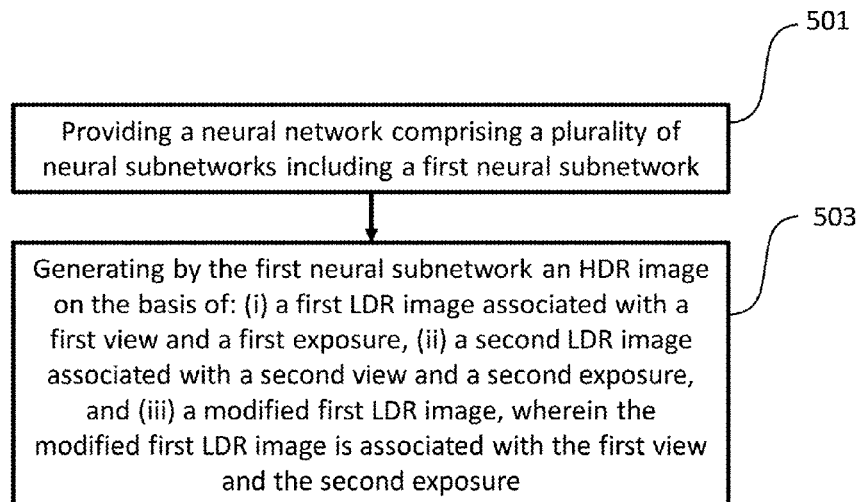 501
Providing a neural network comprising a plurality of
neural subnetworks including a first neural subnetwork
503
Generating by the first neural subnetwork an HDR image
on the basis of: (i) a first LDR image associated with a
first view and a first exposure, (ii) a second LDR image
associated with a second view and a second exposure,
and (iii) a modified first LDR image, wherein the
modified first LDR image is associated with the first view
and the second exposure